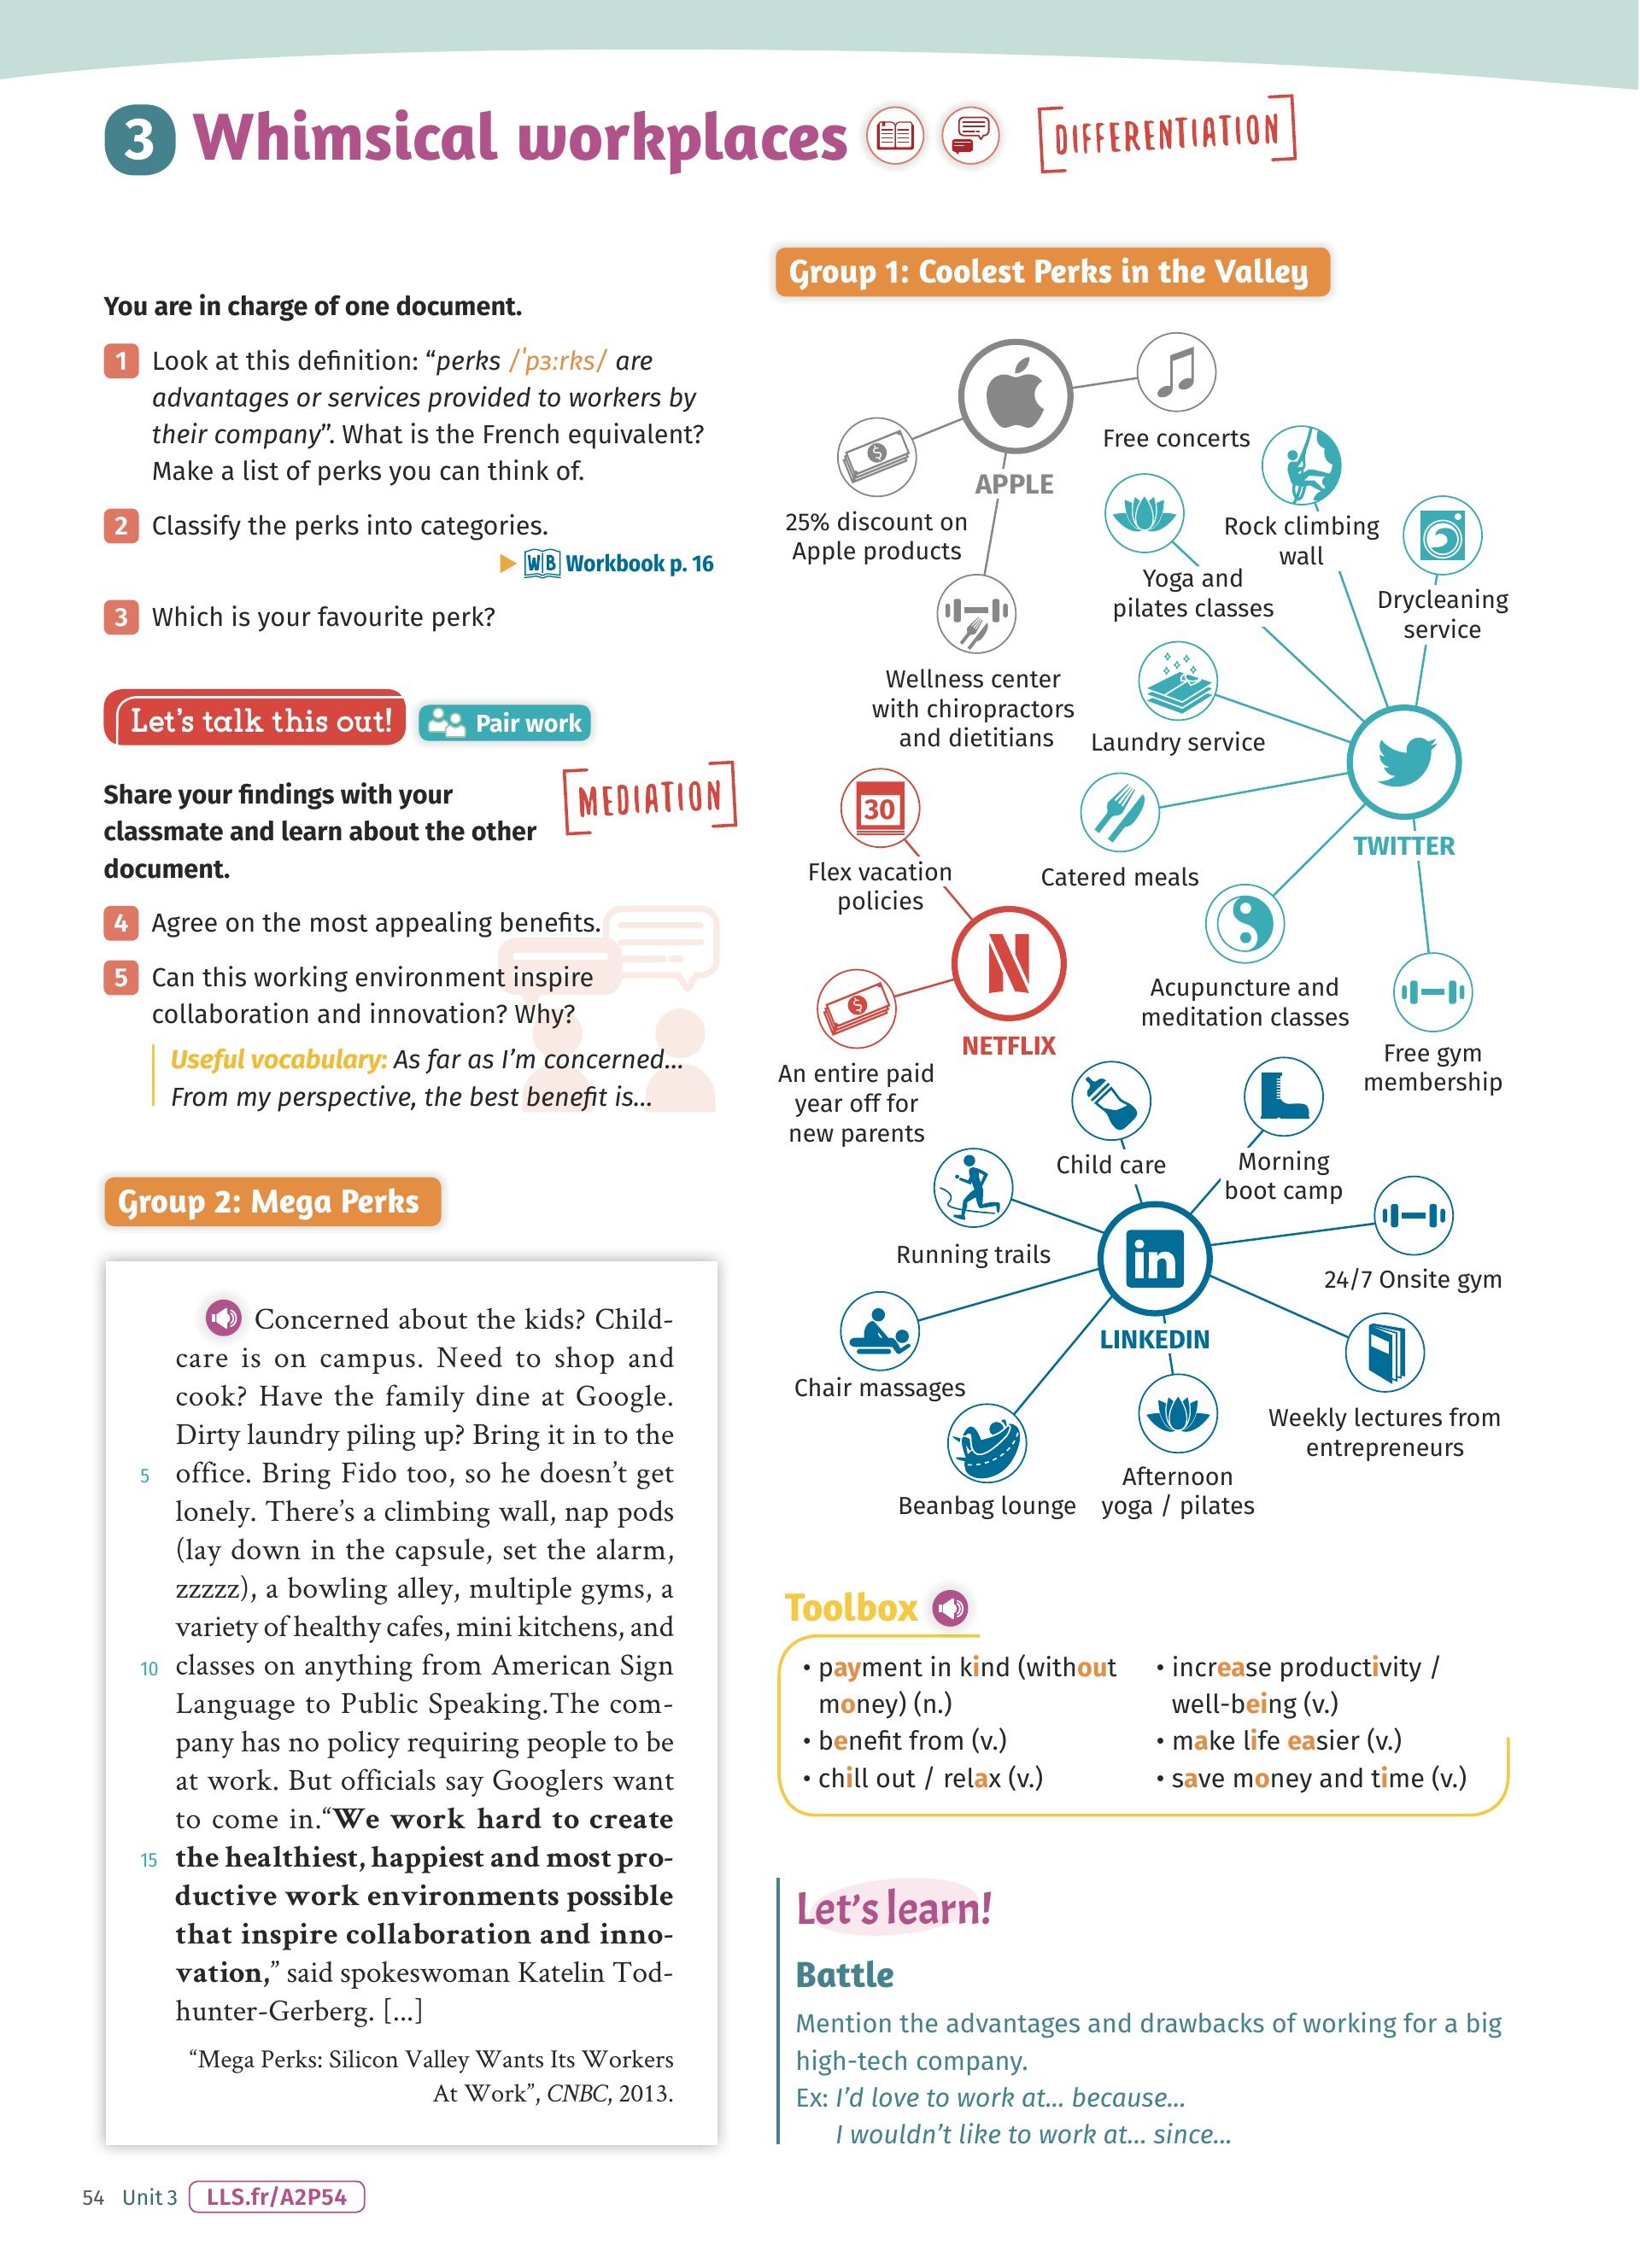 3 Whimsical workplaces
DIFFERENTIATION
You are in charge of one document.
1 Look at this definition: “perks /ˈpɜːrks/ are
advantages or services provided to workers by
their company”. What is the French equivalent?
Make a list of perks you can think of.
2 Classify the perks into categories.
WB Workbook p. 16
3 Which is your favourite perk?
Let’s talk this out!
Pair work
Share your findings with your
classmate and learn about the other
document.
MEDIATION
4 Agree on the most appealing benefits.
5 Can this working environment inspire
collaboration and innovation? Why?
Useful vocabulary: As far as I’m concerned...
From my perspective, the best benefit is...
Group 2: Mega Perks
Concerned about the kids? Child-
care is on campus. Need to shop and
cook? Have the family dine at Google.
Dirty laundry piling up? Bring it in to the
5 office. Bring Fido too, so he doesn’t get
lonely. There’s a climbing wall, nap pods
(lay down in the capsule, set the alarm,
zzzzz), a bowling alley, multiple gyms, a
variety of healthy cafes, mini kitchens, and
10 classes on anything from American Sign
Language to Public Speaking.The com-
pany has no policy requiring people to be
at work. But officials say Googlers want
to come in.“We work hard to create
15 the healthiest, happiest and most pro-
ductive work environments possible
that inspire collaboration and inno-
vation,” said spokeswoman Katelin Tod-
hunter-Gerberg. [...]
“Mega Perks: Silicon Valley Wants Its Workers
At Work”, CNBC, 2013.
Group 1: Coolest Perks in the Valley
APPLE
Free concerts
25% discount on
Apple products
Wellness center
with chiropractors
and dietitians
Yoga and
pilates classes
Rock climbing
wall
Drycleaning
service
Laundry service
Catered meals
TWITTER
Acupuncture and
meditation classes
Free gym
membership
30
Flex vacation
policies
N
NETFLIX
An entire paid
year off for
new parents
Child care
Morning
boot camp
Running trails
24/7 Onsite gym
in
LINKEDIN
Chair massages
Beanbag lounge
Afternoon
yoga / pilates
Weekly lectures from
entrepreneurs
Toolbox
• payment in kind (without
money) (n.)
• benefit from (v.)
• chill out / relax (v.)
• increase productivity /
well-being (v.)
• make life easier (v.)
• save money and time (v.)
Let’s learn!
Battle
Mention the advantages and drawbacks of working for a big
high-tech company.
Ex: I’d love to work at... because...
I wouldn’t like to work at... since...
54 Unit 3 LLS.fr/A2P54